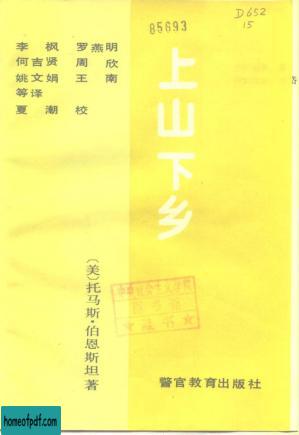 85693
D652
15
李枫 罗燕明
何吉贤 周欣
姚文娟 王南
等译
夏潮 校
上山下乡
〔美〕托马斯·伯恩斯坦著
藏书
警官教育出版社
homeofpdf.com